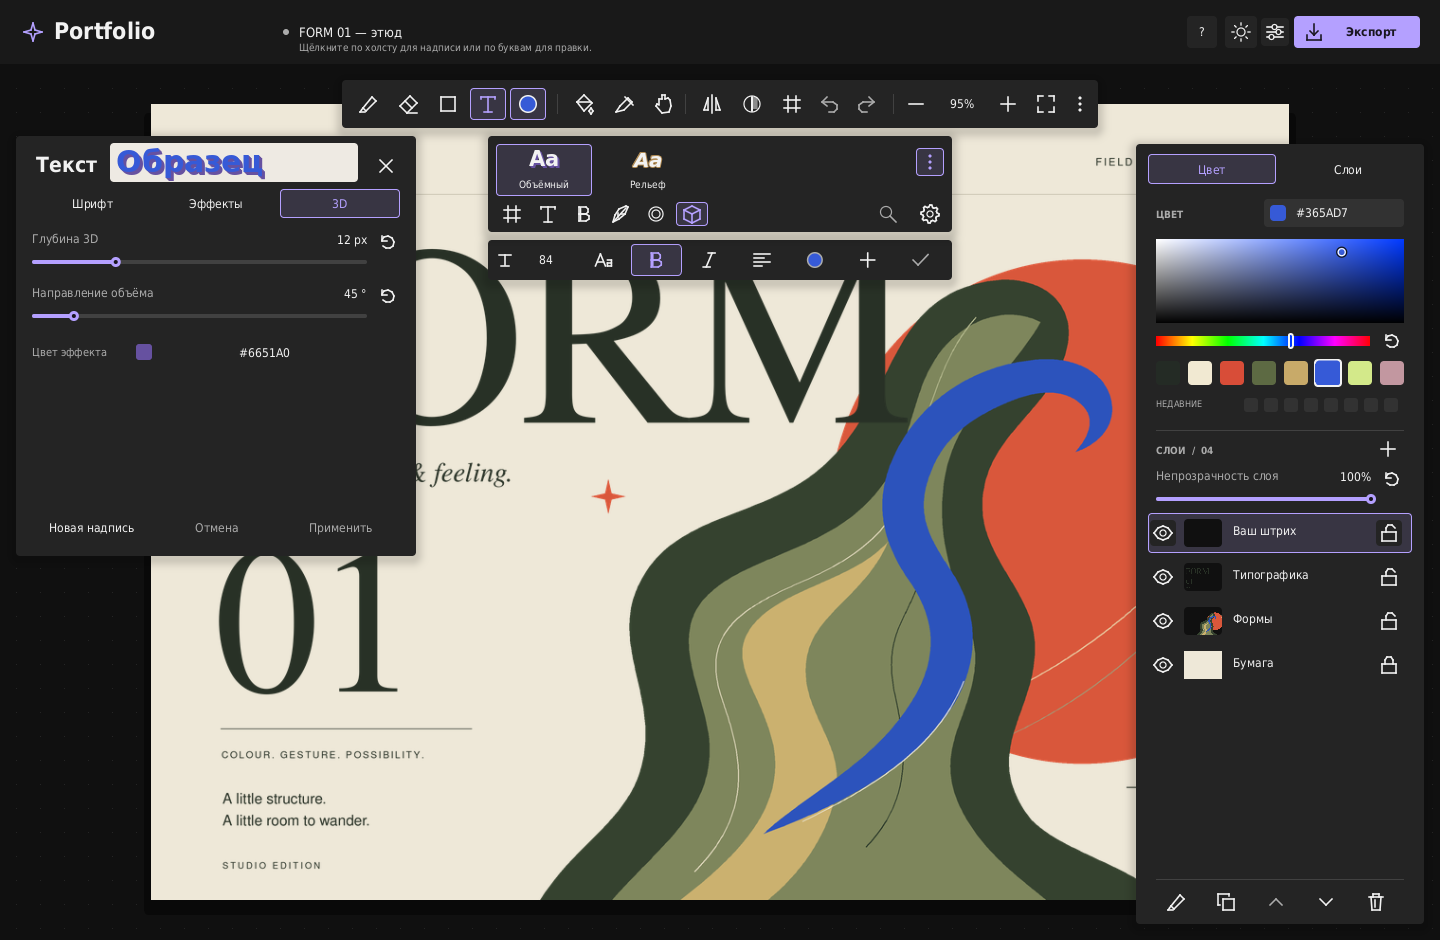 Portfolio
FORM 01 — этюд
Щёлкните по холсту для надписи или по буквам для правки.
?
Экспорт
95%
Текст
Образец
Шрифт
Эффекты
3D
Глубина 3D
12 px
Направление объёма
45 °
Цвет эффекта
#6651A0
Новая надпись
Отмена
Применить
Aa
Объёмный
Aa
Рельеф
84
FIELD
ORM
& feeling.
01
COLOUR. GESTURE. POSSIBILITY.
A little structure.
A little room to wander.
STUDIO EDITION
Цвет
Слои
ЦВЕТ
#365AD7
НЕДАВНИЕ
СЛОИ / 04
Непрозрачность слоя
100%
Ваш штрих
Типографика
Формы
Бумага